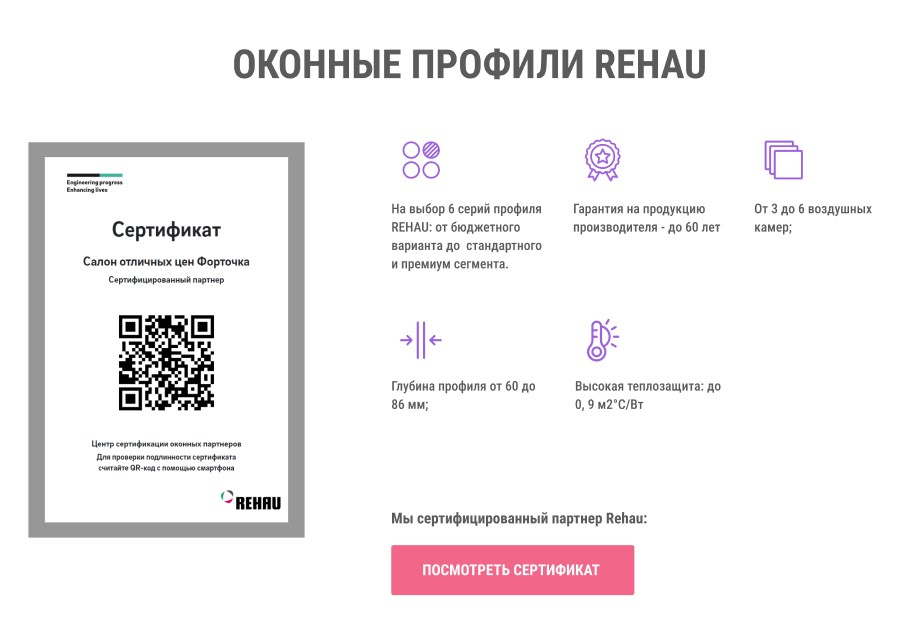 ОКОННЫЕ ПРОФИЛИ REHAU
Engineering progress
Enhancing lives
Сертификат
Салон отличных цен Форточка
Сертифицированный партнер
Центр сертификации оконных партнеров
Для проверки подлинности сертификата
считайте QR-код с помощью смартфона
REHAU
На выбор 6 серий профиля
REHAU: от бюджетного
варианта до стандартного
и премиум сегмента.
Гарантия на продукцию
производителя - до 60 лет
От 3 до 6 воздушных
камер;
Глубина профиля от 60 до
86 мм;
Высокая теплозащита: до
0, 9 м2°С/Вт
Мы сертифицированный партнер Rehau:
ПОСМОТРЕТЬ СЕРТИФИКАТ